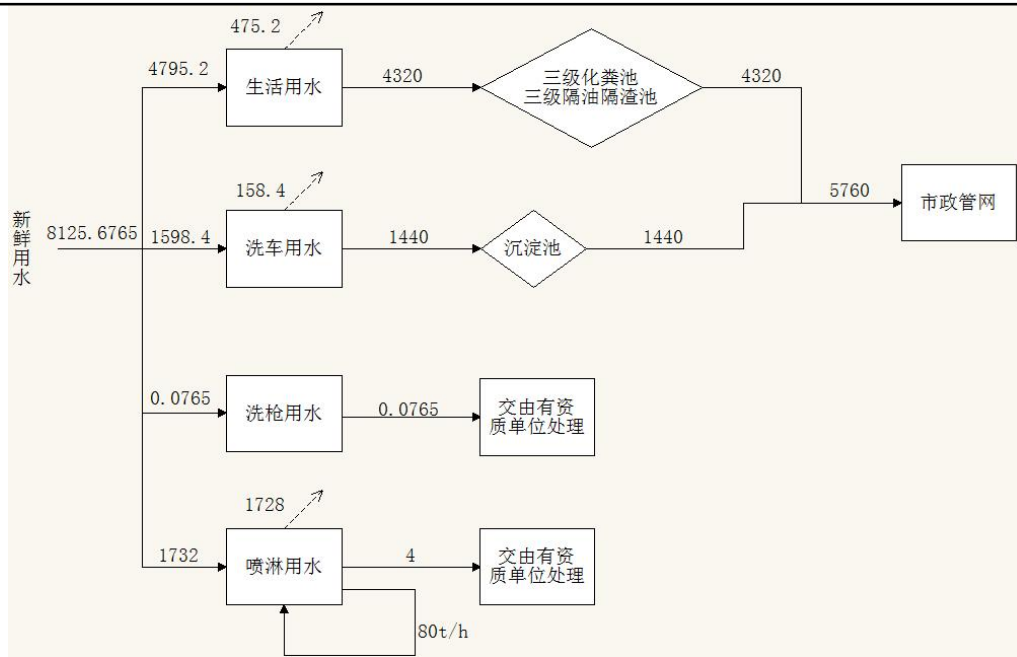 475.2
4795.2
生活用水
4320
三级化粪池
三级隔油隔渣池
4320
158.4
新鲜用水
8125.6765
1598.4
洗车用水
1440
沉淀池
1440
5760
市政管网
0.0765
洗枪用水
0.0765
交由有资
质单位处理
1728
1732
喷淋用水
4
交由有资
质单位处理
80t/h